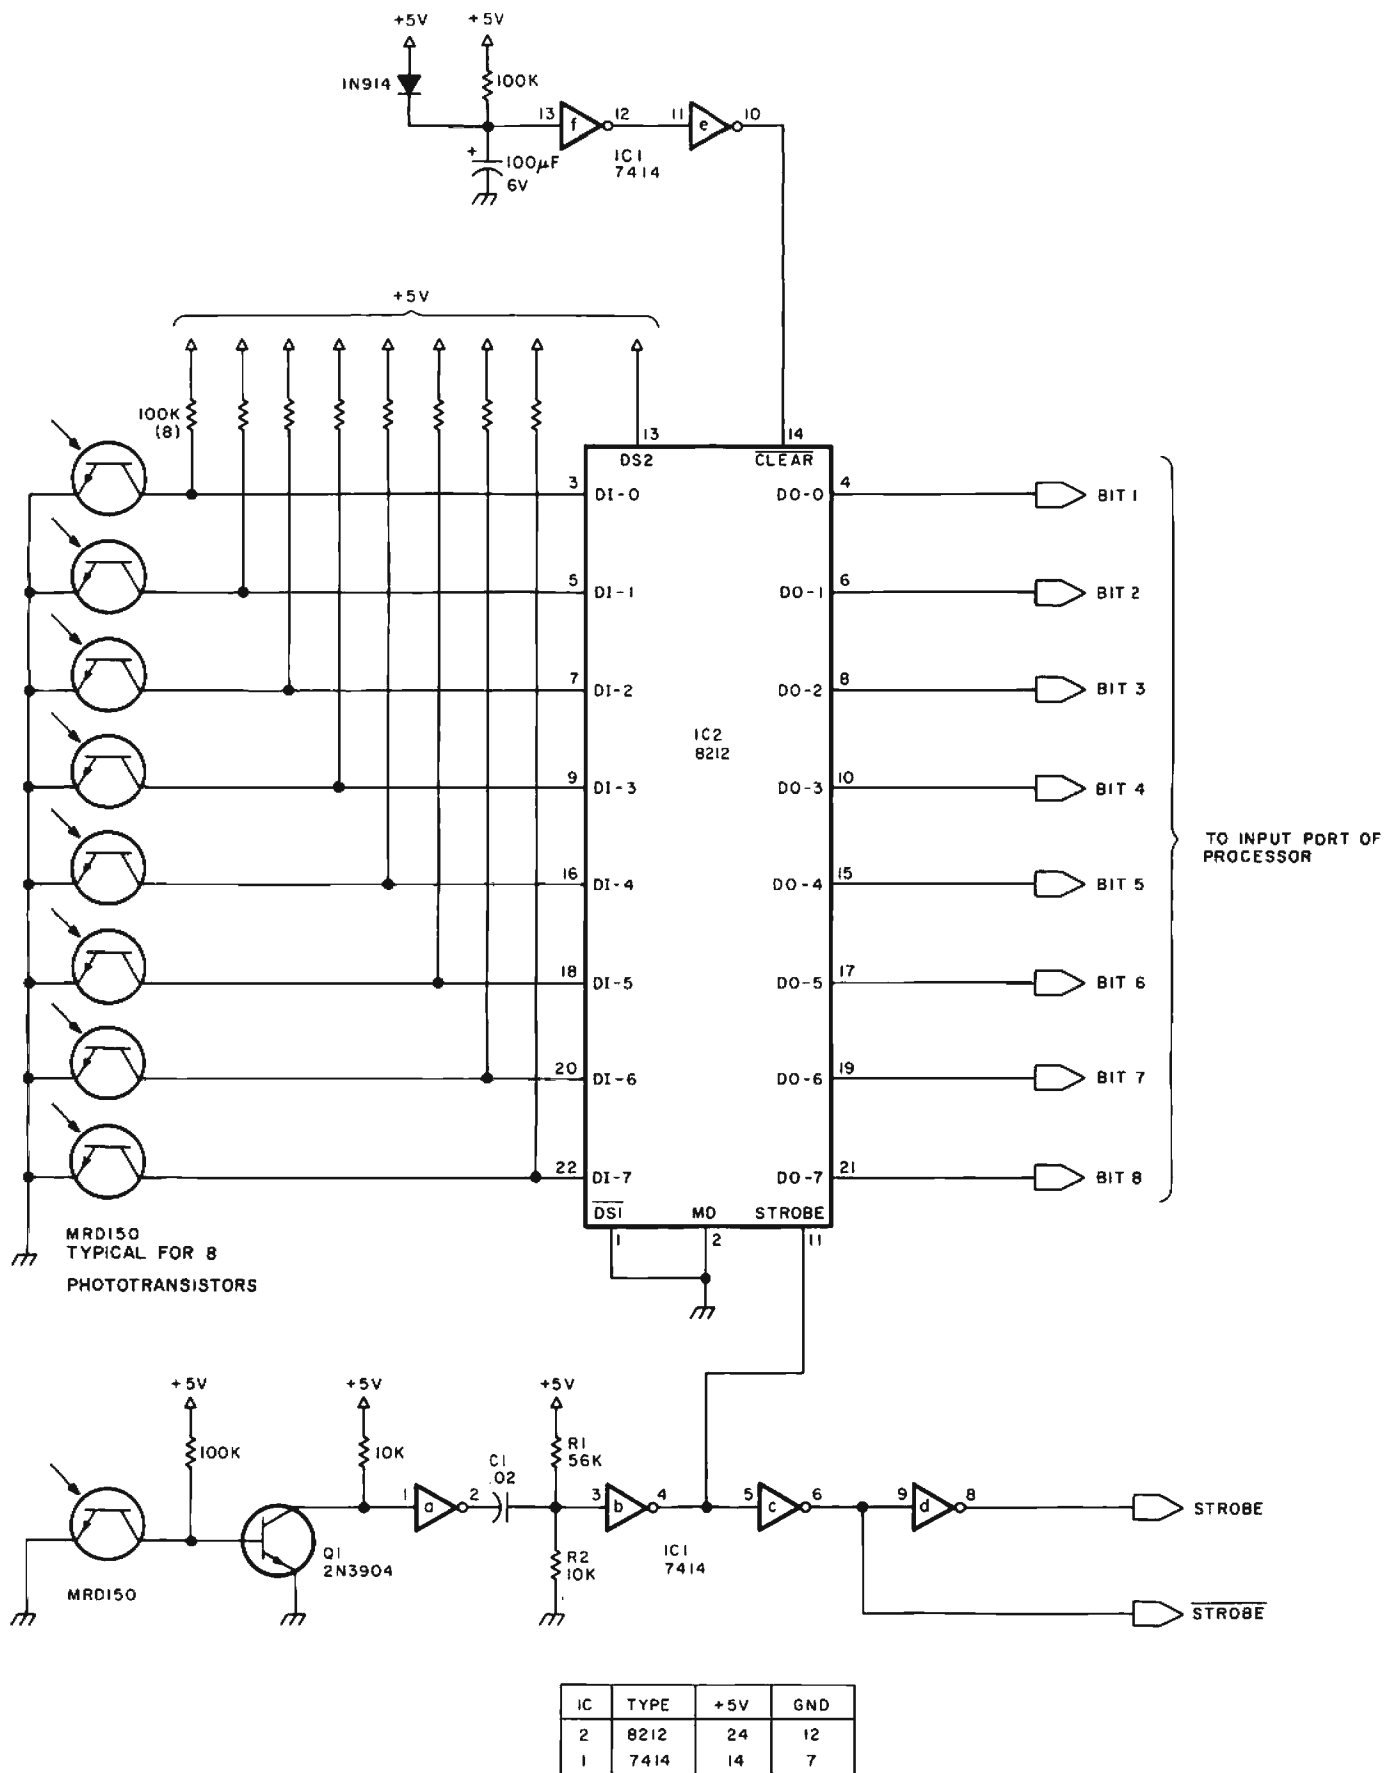 +5V +5V
1N914 100K
13 f 12 11 e 10
+ 100µF
6V
IC1
7414
+5V
100K
(8)
13 14
DS2 CLEAR
3 DI-0 DO-0 4 BIT 1
5 DI-1 DO-1 6 BIT 2
7 DI-2 DO-2 8 BIT 3
IC2
8212
9 DI-3 DO-3 10 BIT 4
TO INPUT PORT OF
PROCESSOR
16 DI-4 DO-4 15 BIT 5
18 DI-5 DO-5 17 BIT 6
20 DI-6 DO-6 19 BIT 7
22 DI-7 DO-7 21 BIT 8
DS1 MD STROBE
1 2 11
MRD150
TYPICAL FOR 8
PHOTOTRANSISTORS
+5V +5V +5V
100K 10K C1
.02
R1
56K
1 a 2 3 b 4 5 c 6 9 d 8 STROBE
Q1
2N3904
R2
10K
IC1
7414
MRD150
STROBE
IC TYPE +5V GND
2 8212 24 12
1 7414 14 7